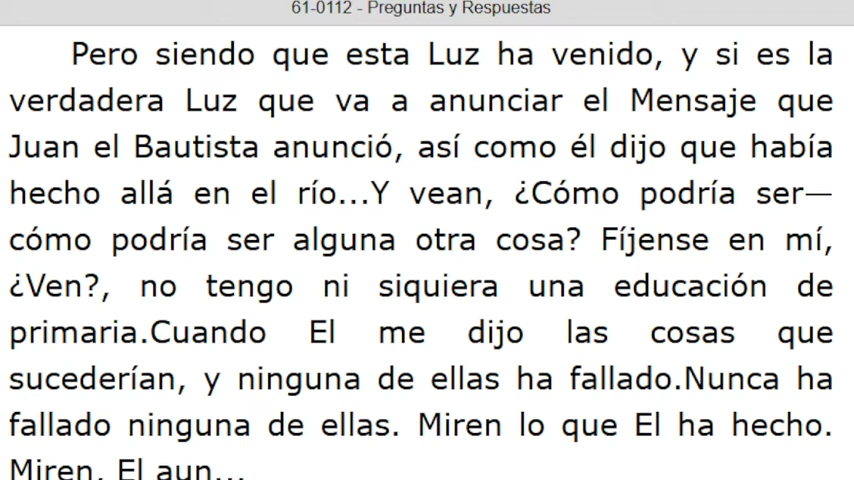 61-0112 - Preguntas y Respuestas
Pero siendo que esta Luz ha venido, y si es la
verdadera Luz que va a anunciar el Mensaje que
Juan el Bautista anunció, así como él dijo que había
hecho allá en el río...Y vean, ¿Cómo podría ser—
cómo podría ser alguna otra cosa? Fíjense en mí,
¿Ven?, no tengo ni siquiera una educación de
primaria.Cuando El me dijo las cosas que
sucederían, y ninguna de ellas ha fallado.Nunca ha
fallado ninguna de ellas. Miren lo que El ha hecho.
Miren, El aun...